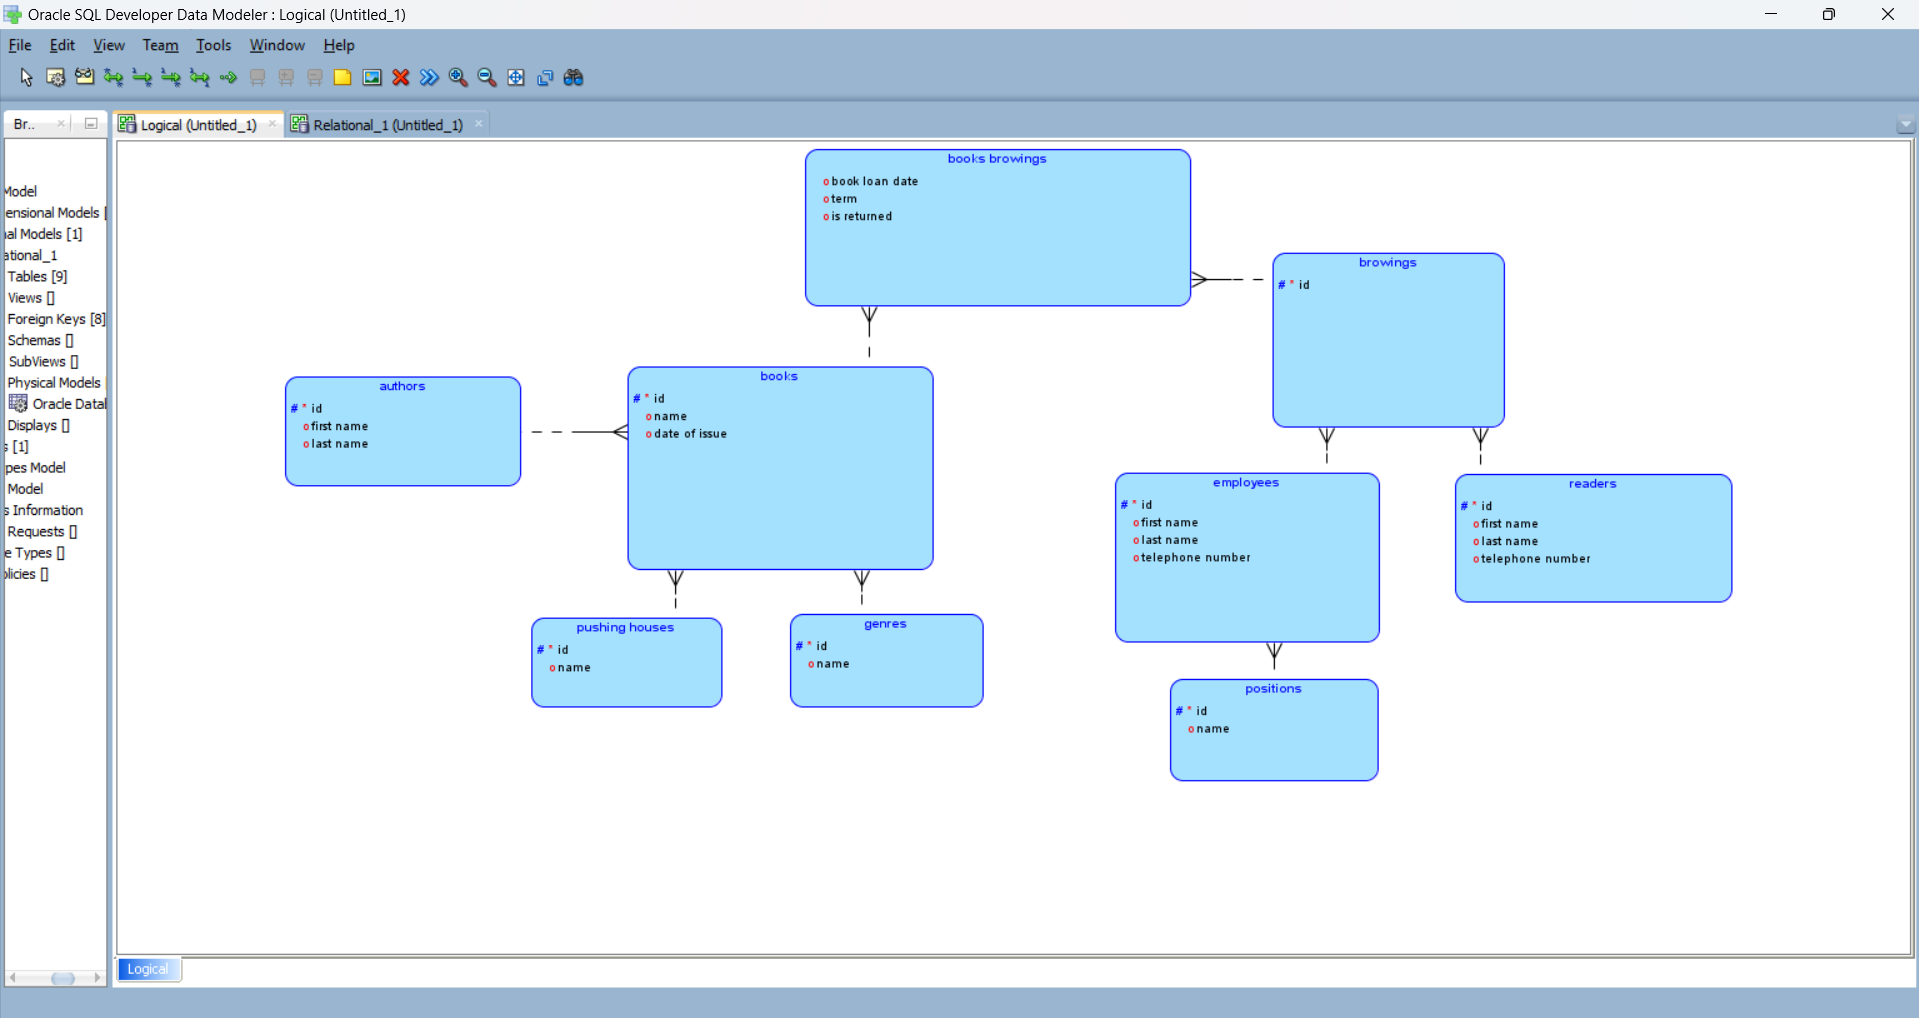 Oracle SQL Developer Data Modeler : Logical (Untitled_1)
File Edit View Team Tools Window Help
Br..
Logical (Untitled_1)
Relational_1 (Untitled_1)
Model
ensional Models [
al Models [1]
ational_1
Tables [9]
Views []
Foreign Keys [8]
Schemas []
SubViews []
Physical Models
Oracle Datal
Displays []
s [1]
pes Model
Model
s Information
Requests []
e Types []
olicies []
books browings
o book loan date
o term
o is returned
browings
# * id
authors
# * id
o first name
o last name
books
# * id
o name
o date of issue
employees
# * id
o first name
o last name
o telephone number
readers
# * id
o first name
o last name
o telephone number
pushing houses
# * id
o name
genres
# * id
o name
positions
# * id
o name
Logical